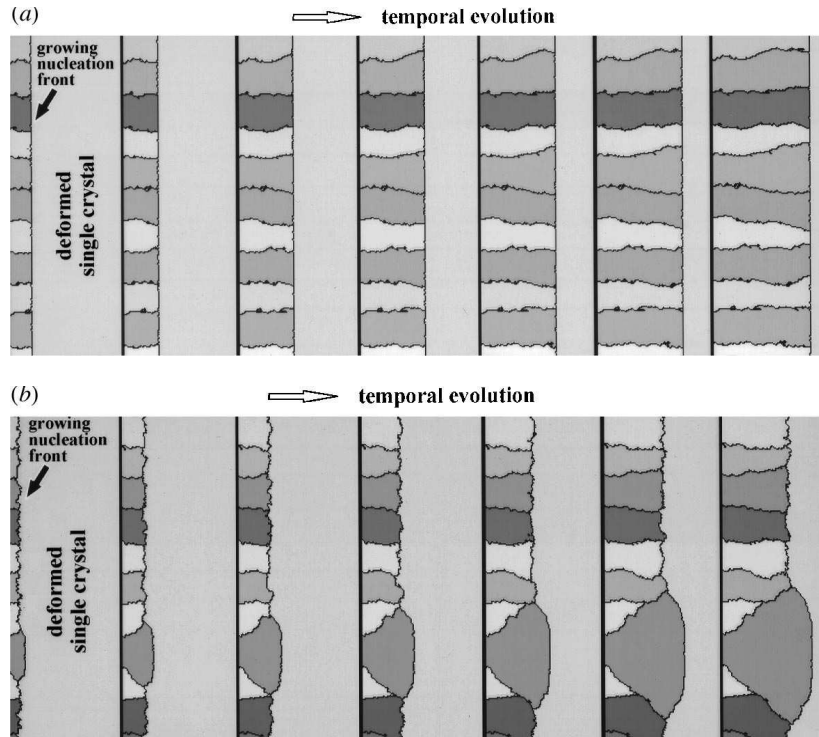 (a)
temporal evolution
growing
nucleation
front
deformed
single crystal
(b)
temporal evolution
growing
nucleation
front
deformed
single crystal